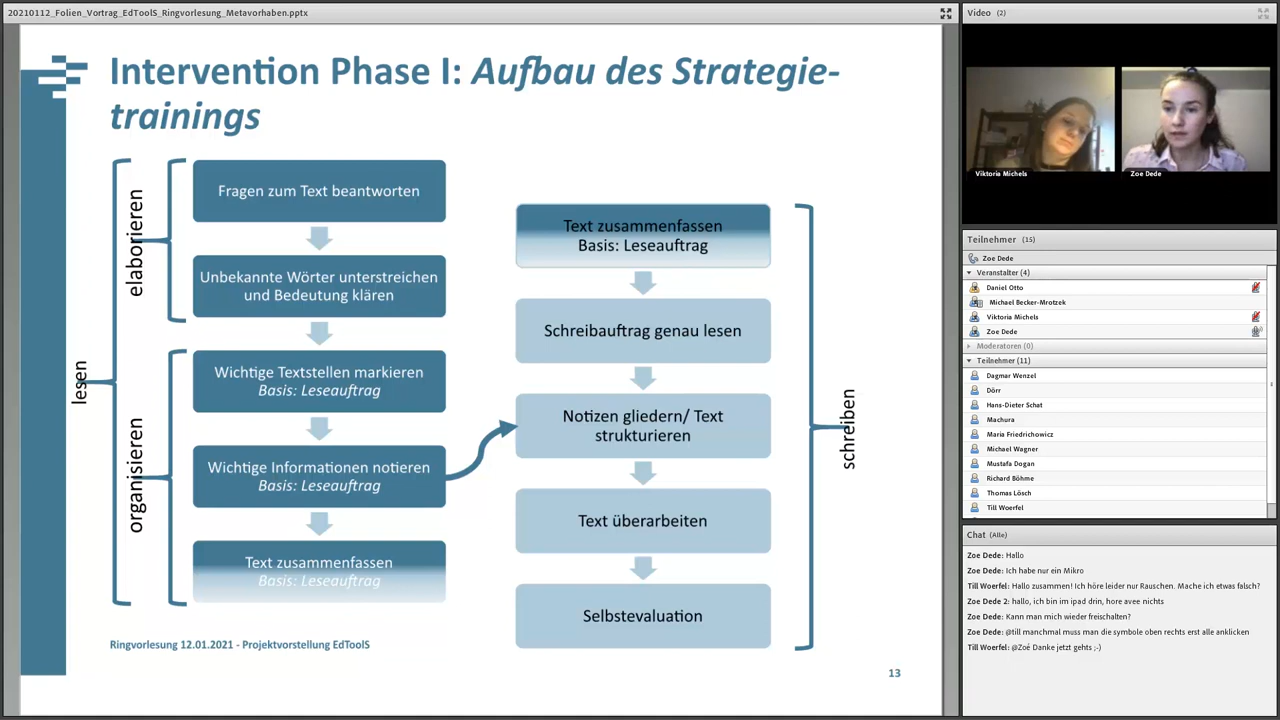 20210112_Folien_Vortrag_EdToolS_Ringvorlesung_Metavorhaben.pptx
Intervention Phase I: Aufbau des Strategie-
trainings
lesen
elaborieren
organisieren
Fragen zum Text beantworten
Unbekannte Wörter unterstreichen
und Bedeutung klären
Wichtige Textstellen markieren
Basis: Leseauftrag
Wichtige Informationen notieren
Basis: Leseauftrag
Text zusammenfassen
Basis: Leseauftrag
Text zusammenfassen
Basis: Leseauftrag
Schreibauftrag genau lesen
Notizen gliedern/ Text
strukturieren
Text überarbeiten
Selbstevaluation
schreiben
Ringvorlesung 12.01.2021 - Projektvorstellung EdToolS
13
Video (2)
Viktoria Michels
Zoe Dede
Teilnehmer (15)
Zoe Dede
Veranstalter (4)
Daniel Otto
Michael Becker-Mrotzek
Viktoria Michels
Zoe Dede
Moderatoren (0)
Teilnehmer (11)
Dagmar Wenzel
Dörr
Hans-Dieter Schat
Machura
Maria Friedrichowicz
Michael Wagner
Mustafa Dogan
Richard Böhme
Thomas Lösch
Till Woerfel
Chat (Alle)
Zoe Dede: Hallo
Zoe Dede: Ich habe nur ein Mikro
Till Woerfel: Hallo zusammen! Ich höre leider nur Rauschen. Mache ich etwas falsch?
Zoe Dede 2: hallo, ich bin im ipad drin, hore avee nichts
Zoe Dede: Kann man mich wieder freischalten?
Zoe Dede: @till manchmal muss man die symbole oben rechts erst alle anklicken
Till Woerfel: @Zoé Danke jetzt gehts ;-)